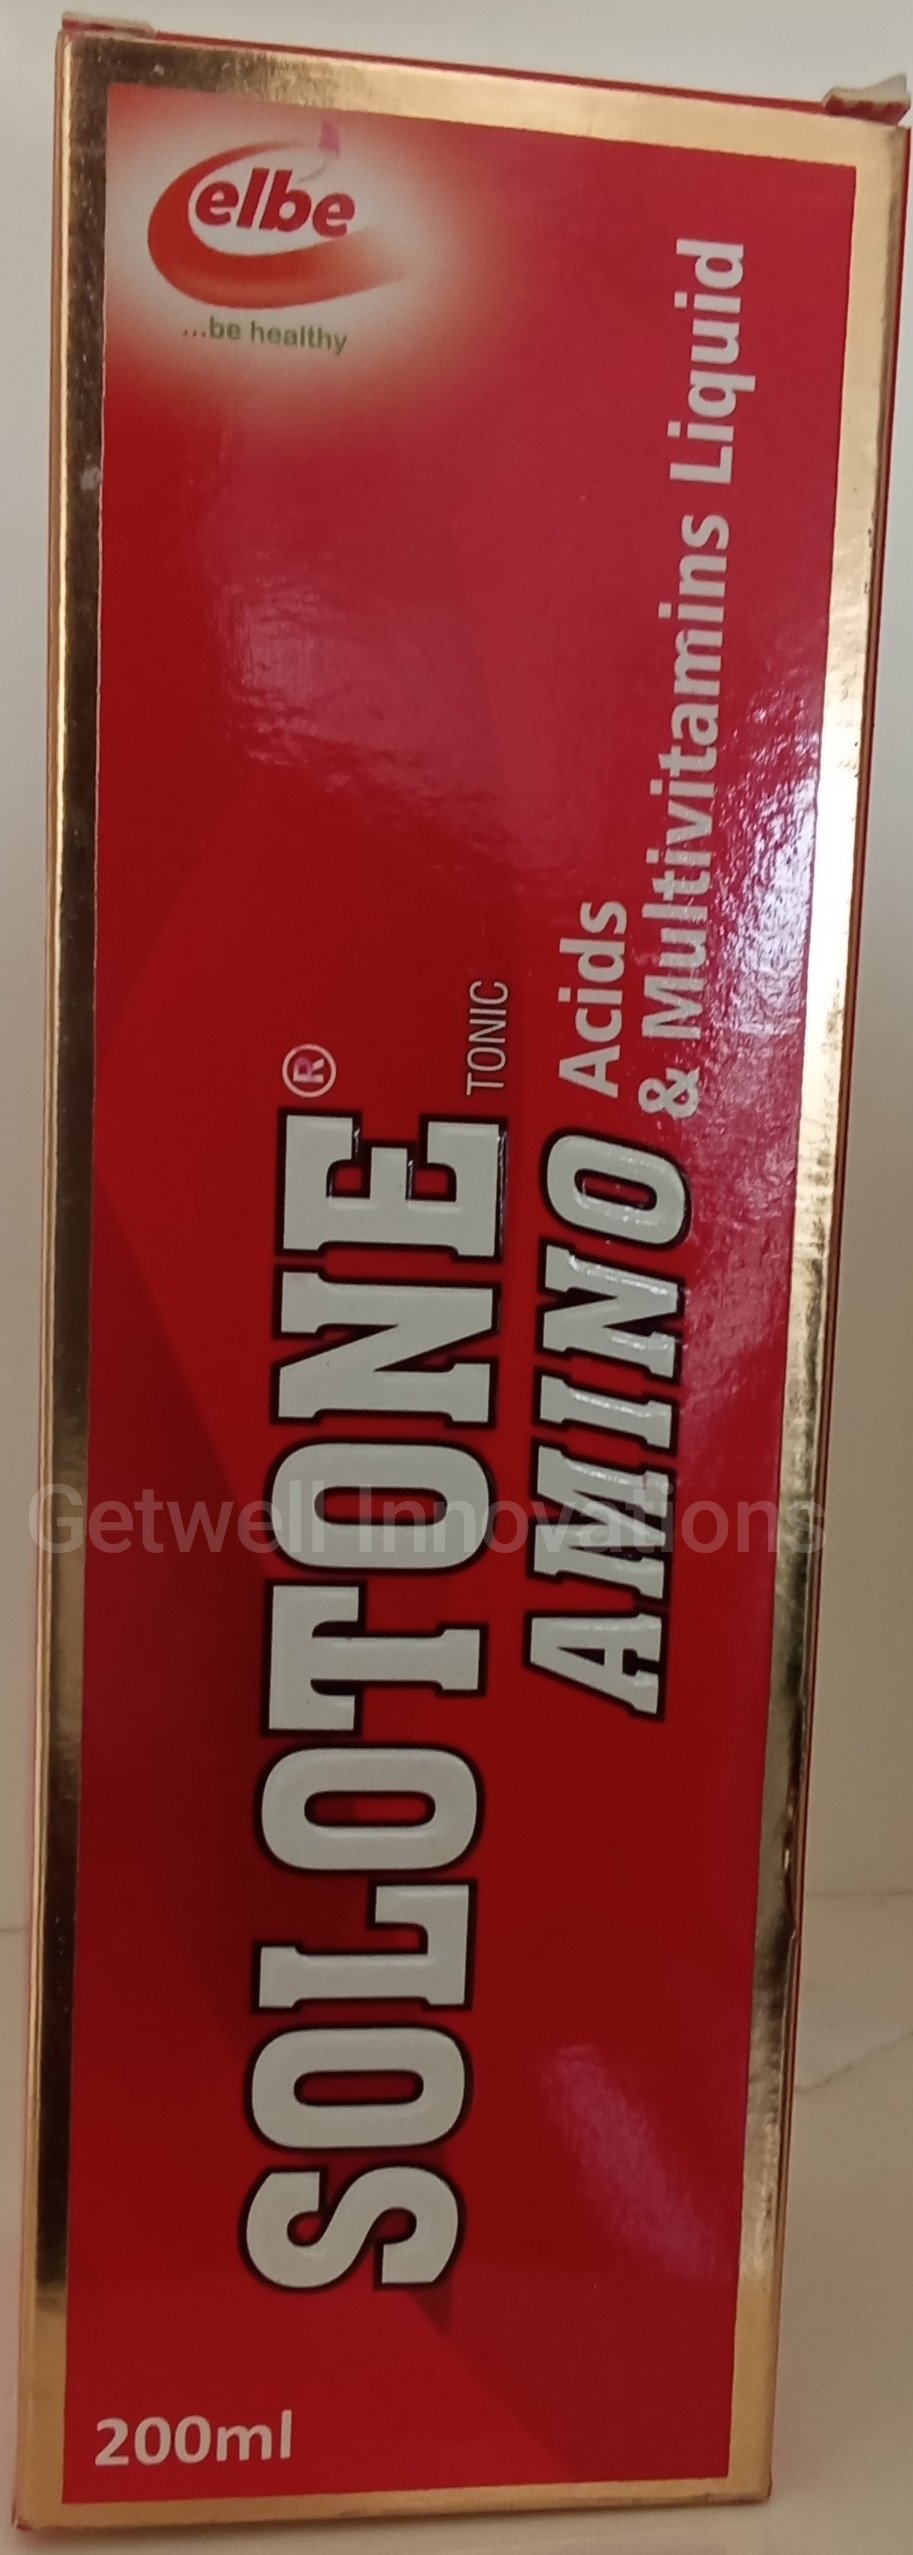 elbe
...be healthy
SOLOTONE®
TONIC
AMINO Acids
& Multivitamins Liquid
200ml
Getwell Innovations